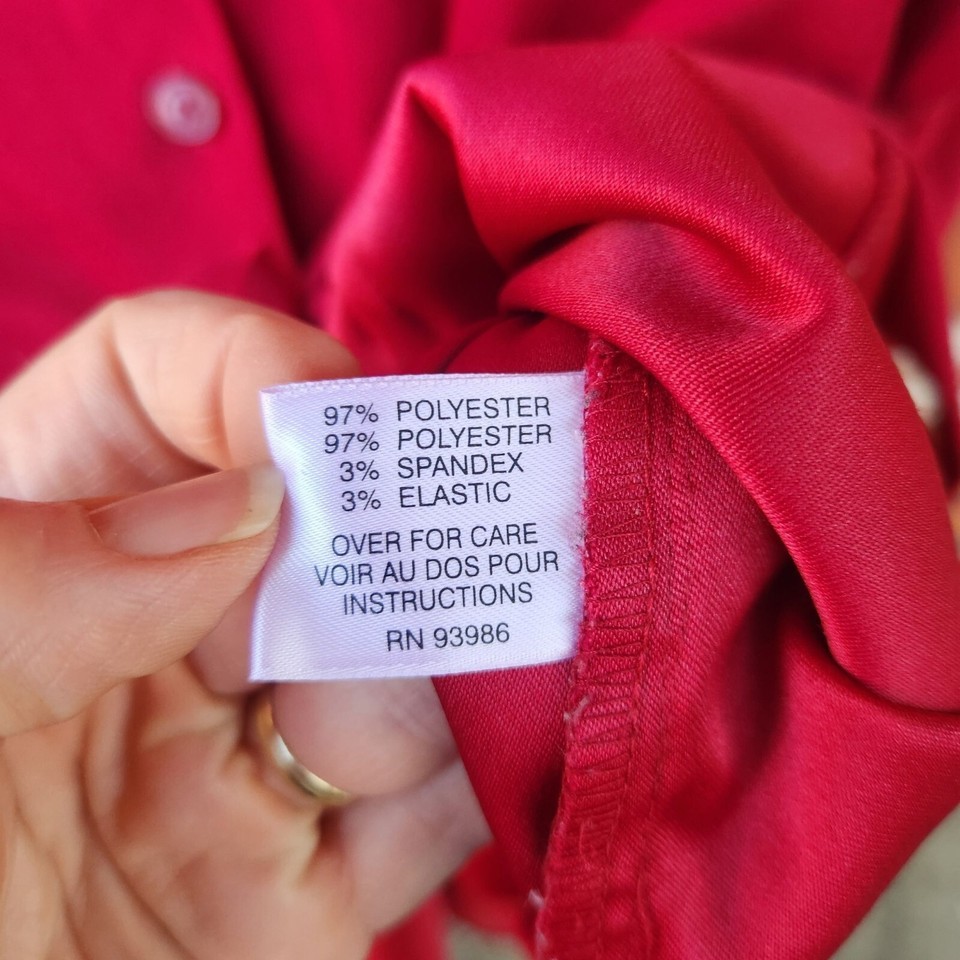 97% POLYESTER
97% POLYESTER
3% SPANDEX
3% ELASTIC
OVER FOR CARE
VOIR AU DOS POUR
INSTRUCTIONS
RN 93986